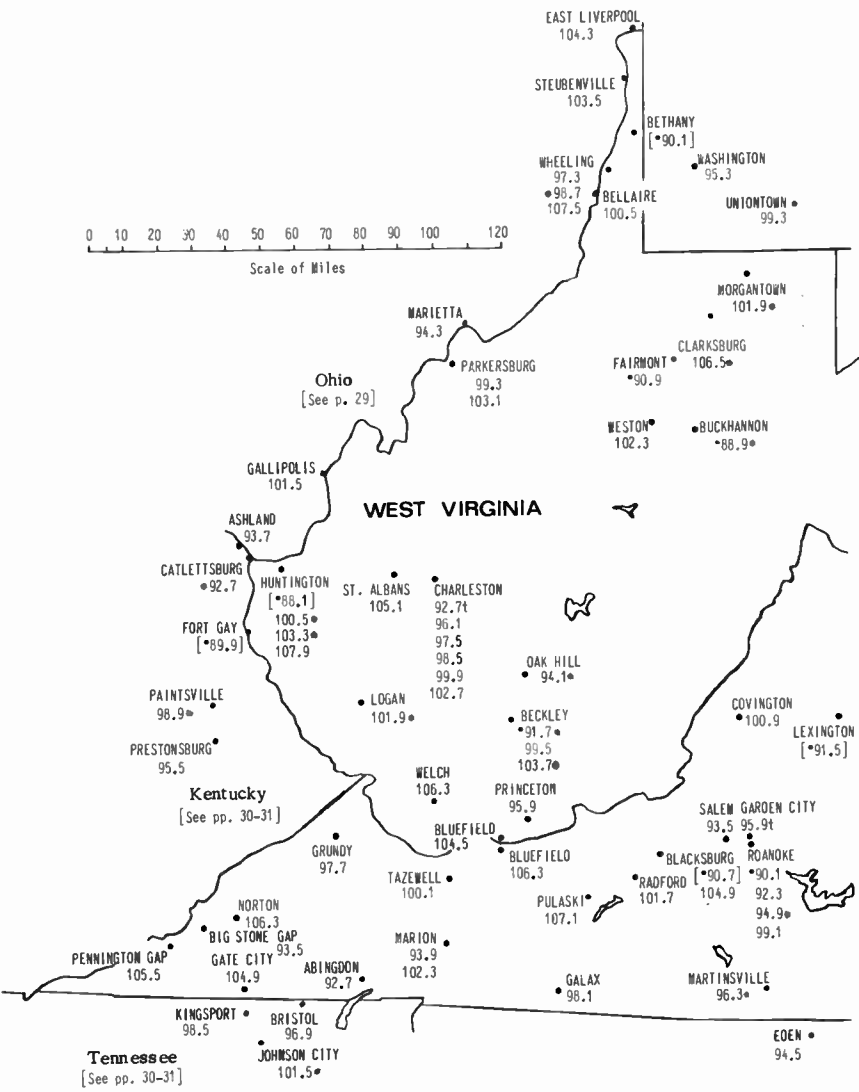 EAST LIVERPOOL
104.3
STEUBENVILLE
103.5
BETHANY
[•90.1]
WHEELING
97.3
•98.7
107.5
WASHINGTON
95.3
BELLAIRE
100.5
UNIONTOWN
99.3
0 10 20 30 40 50 60 70 80 90 100 120
Scale of Miles
MORGANTOWN
101.9•
MARIETTA
94.3
CLARKSBURG
106.5•
PARKERSBURG
99.3
103.1
FAIRMONT
•90.9
Ohio
[See p. 29]
WESTON
102.3
BUCKHANNON
•88.9•
GALLIPOLIS
101.5
WEST VIRGINIA
ASHLAND
93.7
CATLETTSBURG
•92.7
HUNTINGTON
[•88.1]
100.5•
103.3•
107.9
ST. ALBANS
105.1
CHARLESTON
92.7t
96.1
97.5
98.5
99.9
102.7
FORT GAY
[•89.9]
OAK HILL
94.1•
PAINTSVILLE
98.9•
LOGAN
101.9•
BECKLEY
•91.7•
99.5
103.7•
COVINGTON
100.9
LEXINGTON
[•91.5]
PRESTONSBURG
95.5
WELCH
106.3
Kentucky
[See pp. 30-31]
PRINCETON
95.9
SALEM
93.5
GARDEN CITY
95.9t
BLUEFIELD
104.5
GRUNDY
97.7
BLUEFIELD
106.3
BLACKSBURG
[•90.7]
104.9
ROANOKE
•90.1
92.3
94.9•
99.1
TAZEWELL
100.1
RADFORD
101.7
PULASKI
107.1
NORTON
106.3
BIG STONE GAP
93.5
MARION
93.9
102.3
PENNINGTON GAP
105.5
GATE CITY
104.9
ABINGDON
92.7
GALAX
98.1
MARTINSVILLE
96.3•
KINGSPORT
98.5
BRISTOL
96.9
EDEN
94.5
Tennessee
[See pp. 30-31]
JOHNSON CITY
101.5•